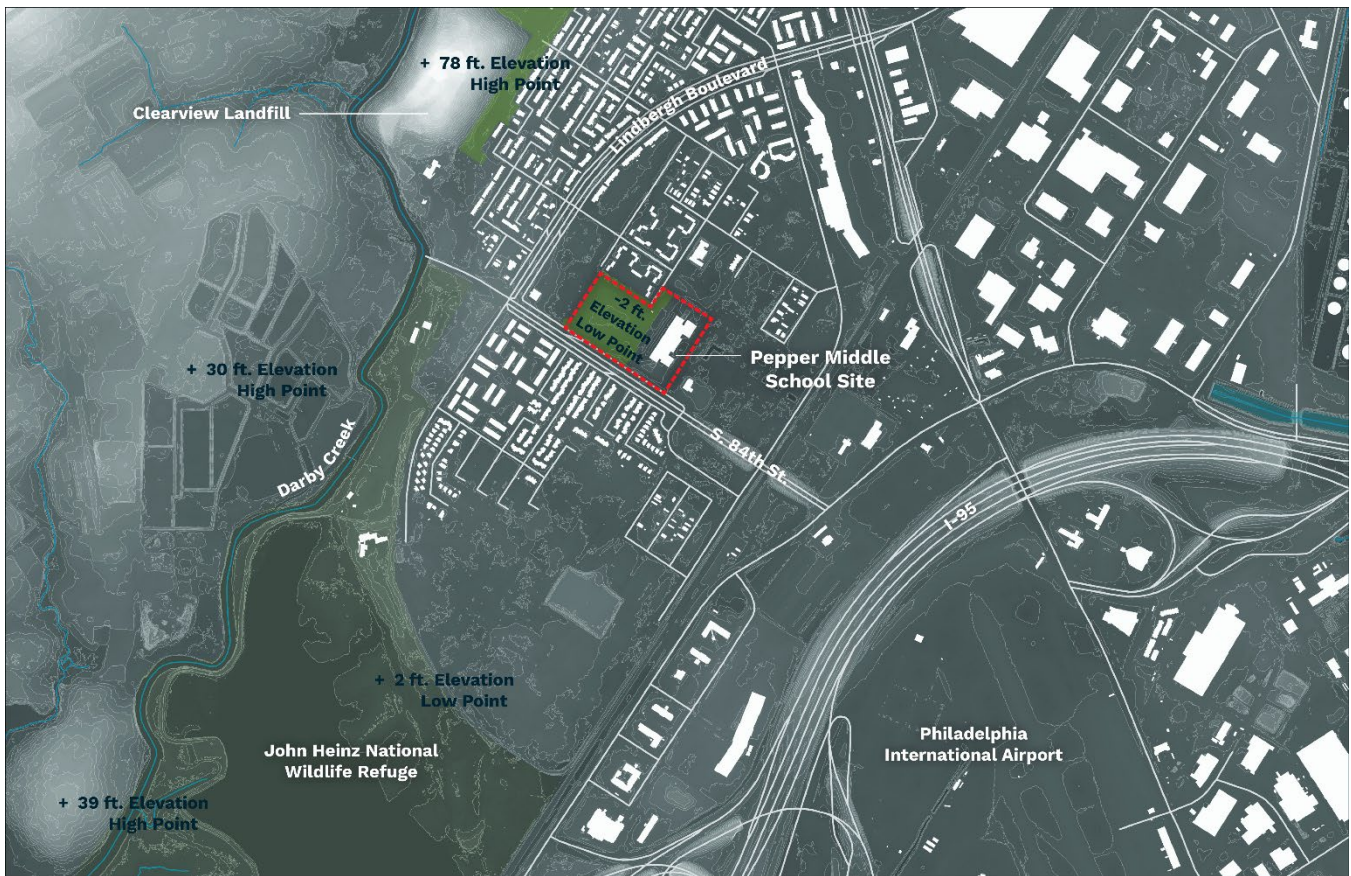 + 78 ft. Elevation
High Point
Clearview Landfill
Lindbergh Boulevard
-2 ft.
Elevation
Low Point
Pepper Middle
School Site
+ 30 ft. Elevation
High Point
Darby Creek
S. 84th St.
I-95
+ 2 ft. Elevation
Low Point
John Heinz National
Wildlife Refuge
Philadelphia
International Airport
+ 39 ft. Elevation
High Point